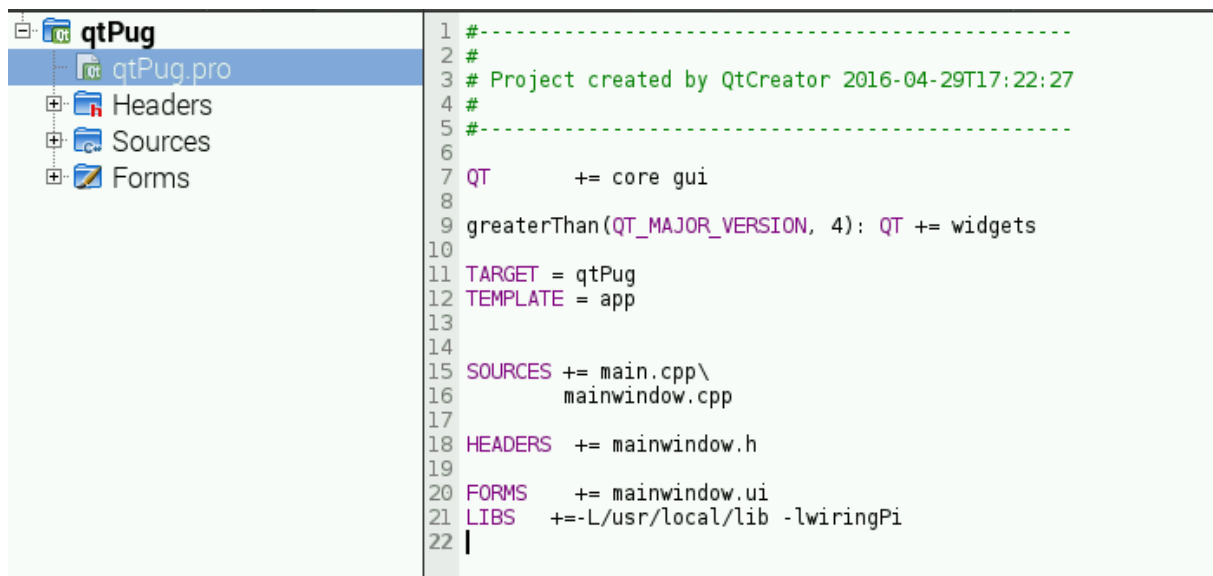 qtPug
qtPug.pro
Headers
Sources
Forms
1 #-------------------------------------------------
2 #
3 # Project created by QtCreator 2016-04-29T17:22:27
4 #
5 #-------------------------------------------------
6
7 QT       += core gui
8
9 greaterThan(QT_MAJOR_VERSION, 4): QT += widgets
10
11 TARGET = qtPug
12 TEMPLATE = app
13
14
15 SOURCES += main.cpp\
16         mainwindow.cpp
17
18 HEADERS  += mainwindow.h
19
20 FORMS    += mainwindow.ui
21 LIBS   +=-L/usr/local/lib -lwiringPi
22